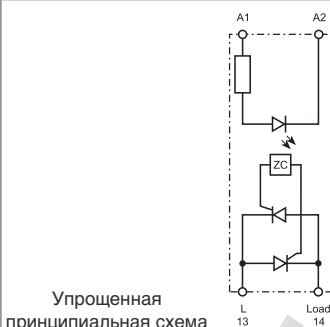 A1 A2
ZC
L Load
13 14
Упрощенная
принципиальная схема